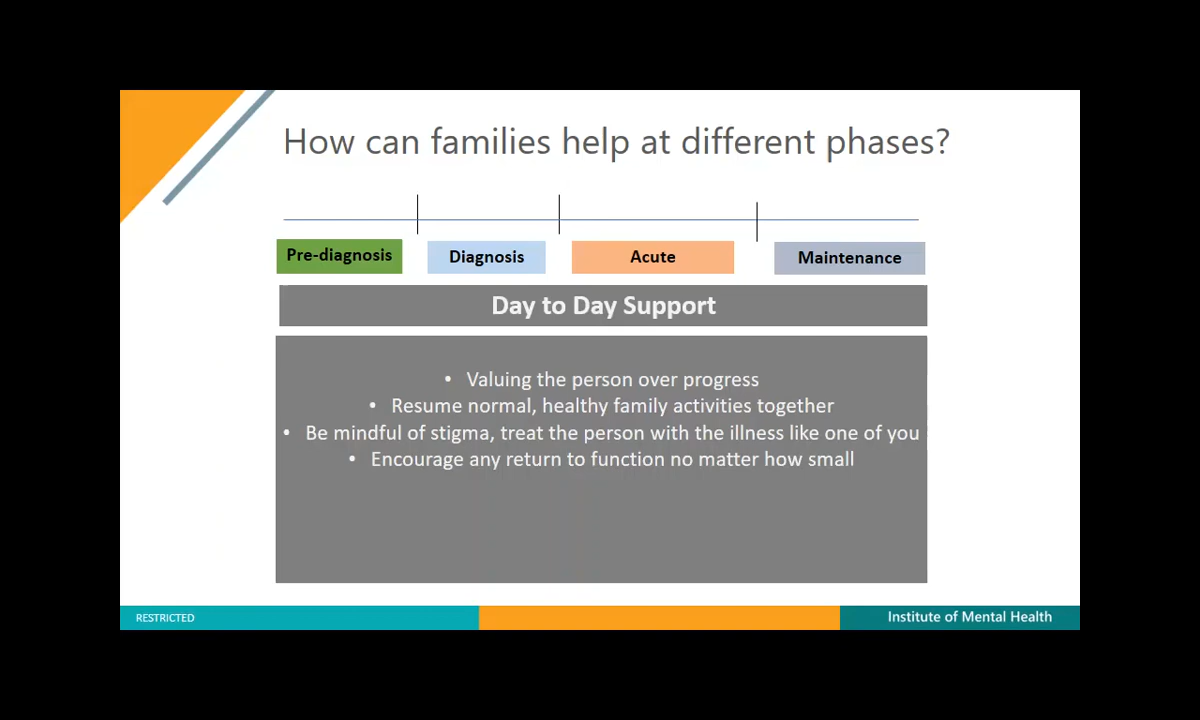 How can families help at different phases?
Pre-diagnosis
Diagnosis
Acute
Maintenance
Day to Day Support
• Valuing the person over progress
• Resume normal, healthy family activities together
• Be mindful of stigma, treat the person with the illness like one of you
• Encourage any return to function no matter how small
RESTRICTED
Institute of Mental Health